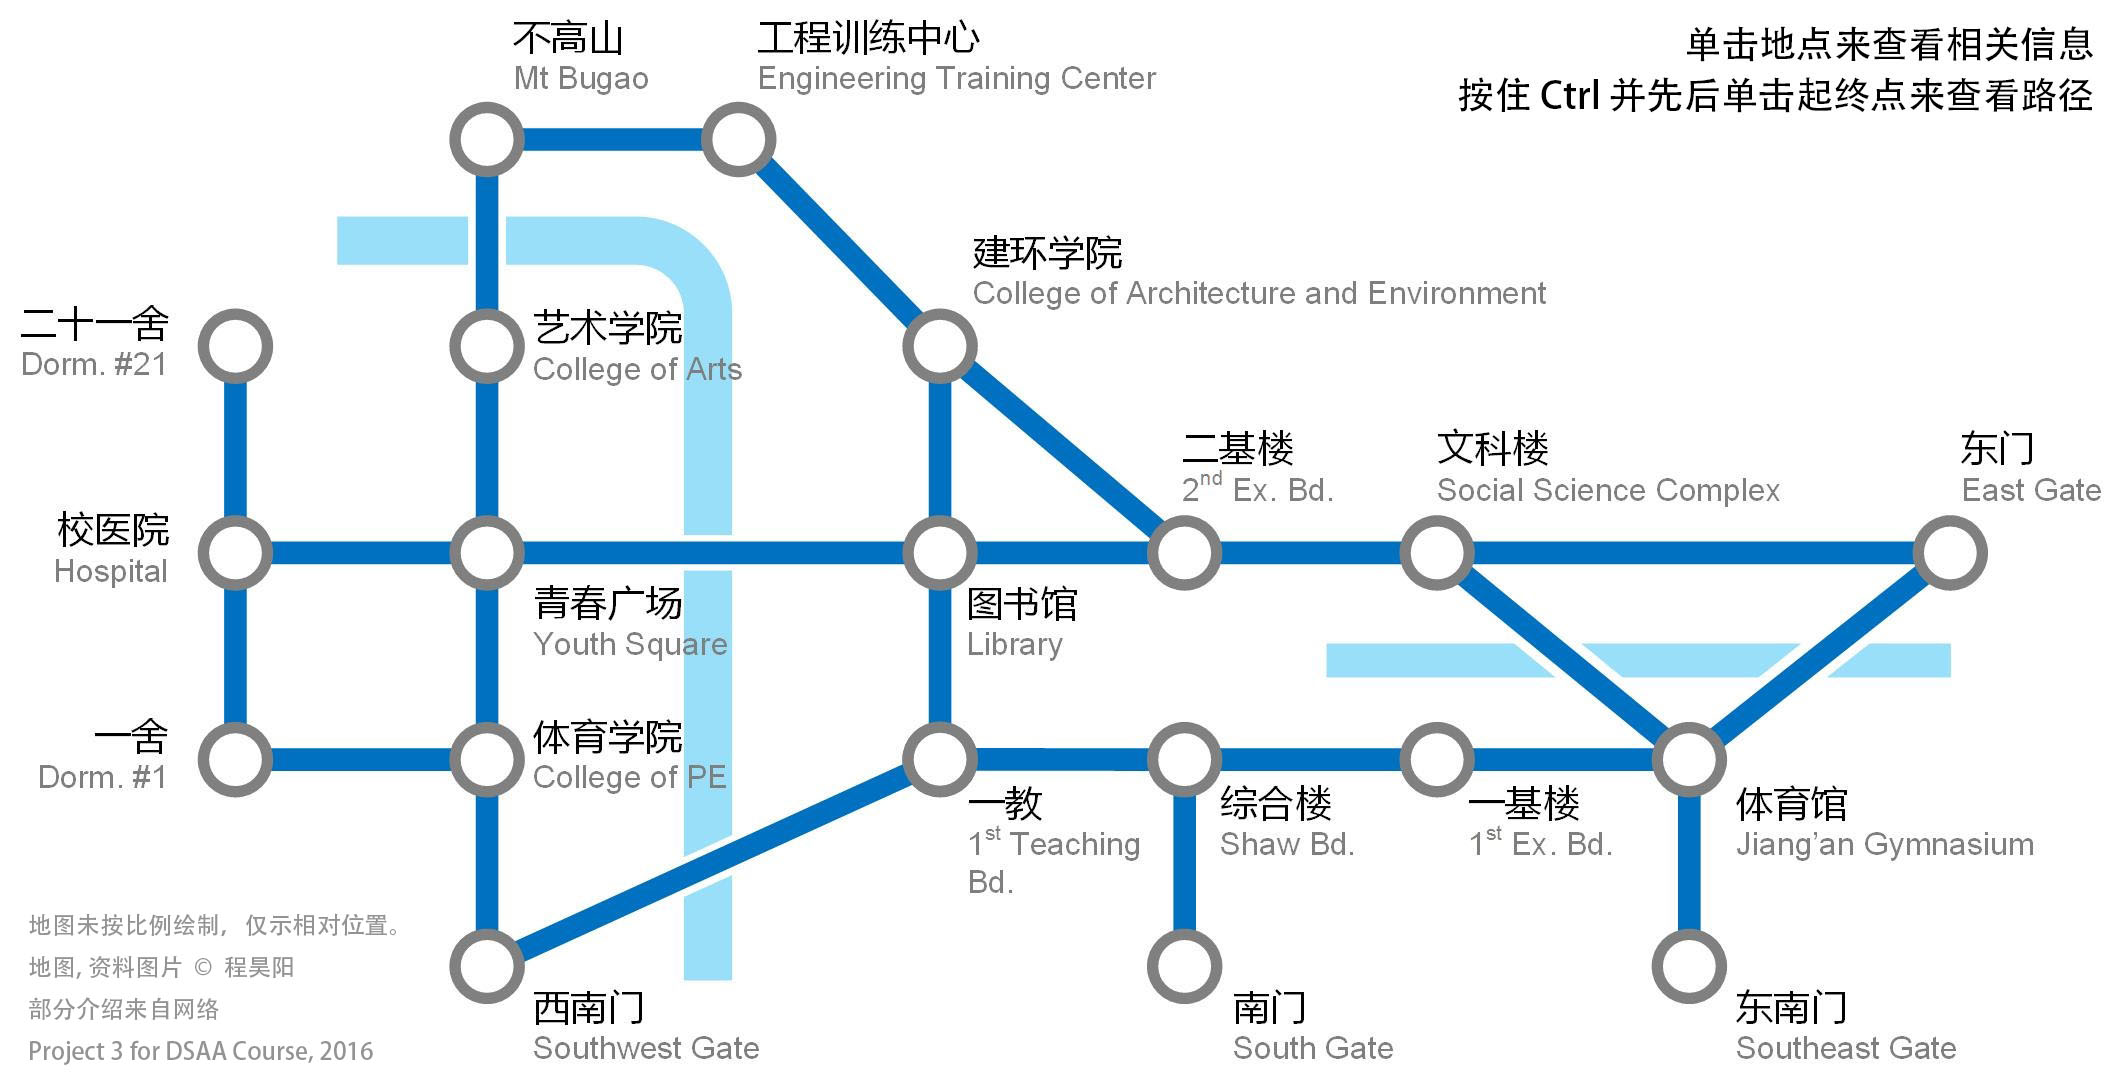 不高山
Mt Bugao
工程训练中心
Engineering Training Center
单击地点来查看相关信息
按住 Ctrl 并先后单击起终点来查看路径
建环学院
College of Architecture and Environment
二十一舍
Dorm. #21
艺术学院
College of Arts
二基楼
2nd Ex. Bd.
文科楼
Social Science Complex
东门
East Gate
校医院
Hospital
青春广场
Youth Square
图书馆
Library
一舍
Dorm. #1
体育学院
College of PE
一教
1st Teaching
Bd.
综合楼
Shaw Bd.
一基楼
1st Ex. Bd.
体育馆
Jiang'an Gymnasium
西南门
Southwest Gate
南门
South Gate
东南门
Southeast Gate
地图未按比例绘制，仅示相对位置。
地图, 资料图片 © 程昊阳
部分介绍来自网络
Project 3 for DSAA Course, 2016